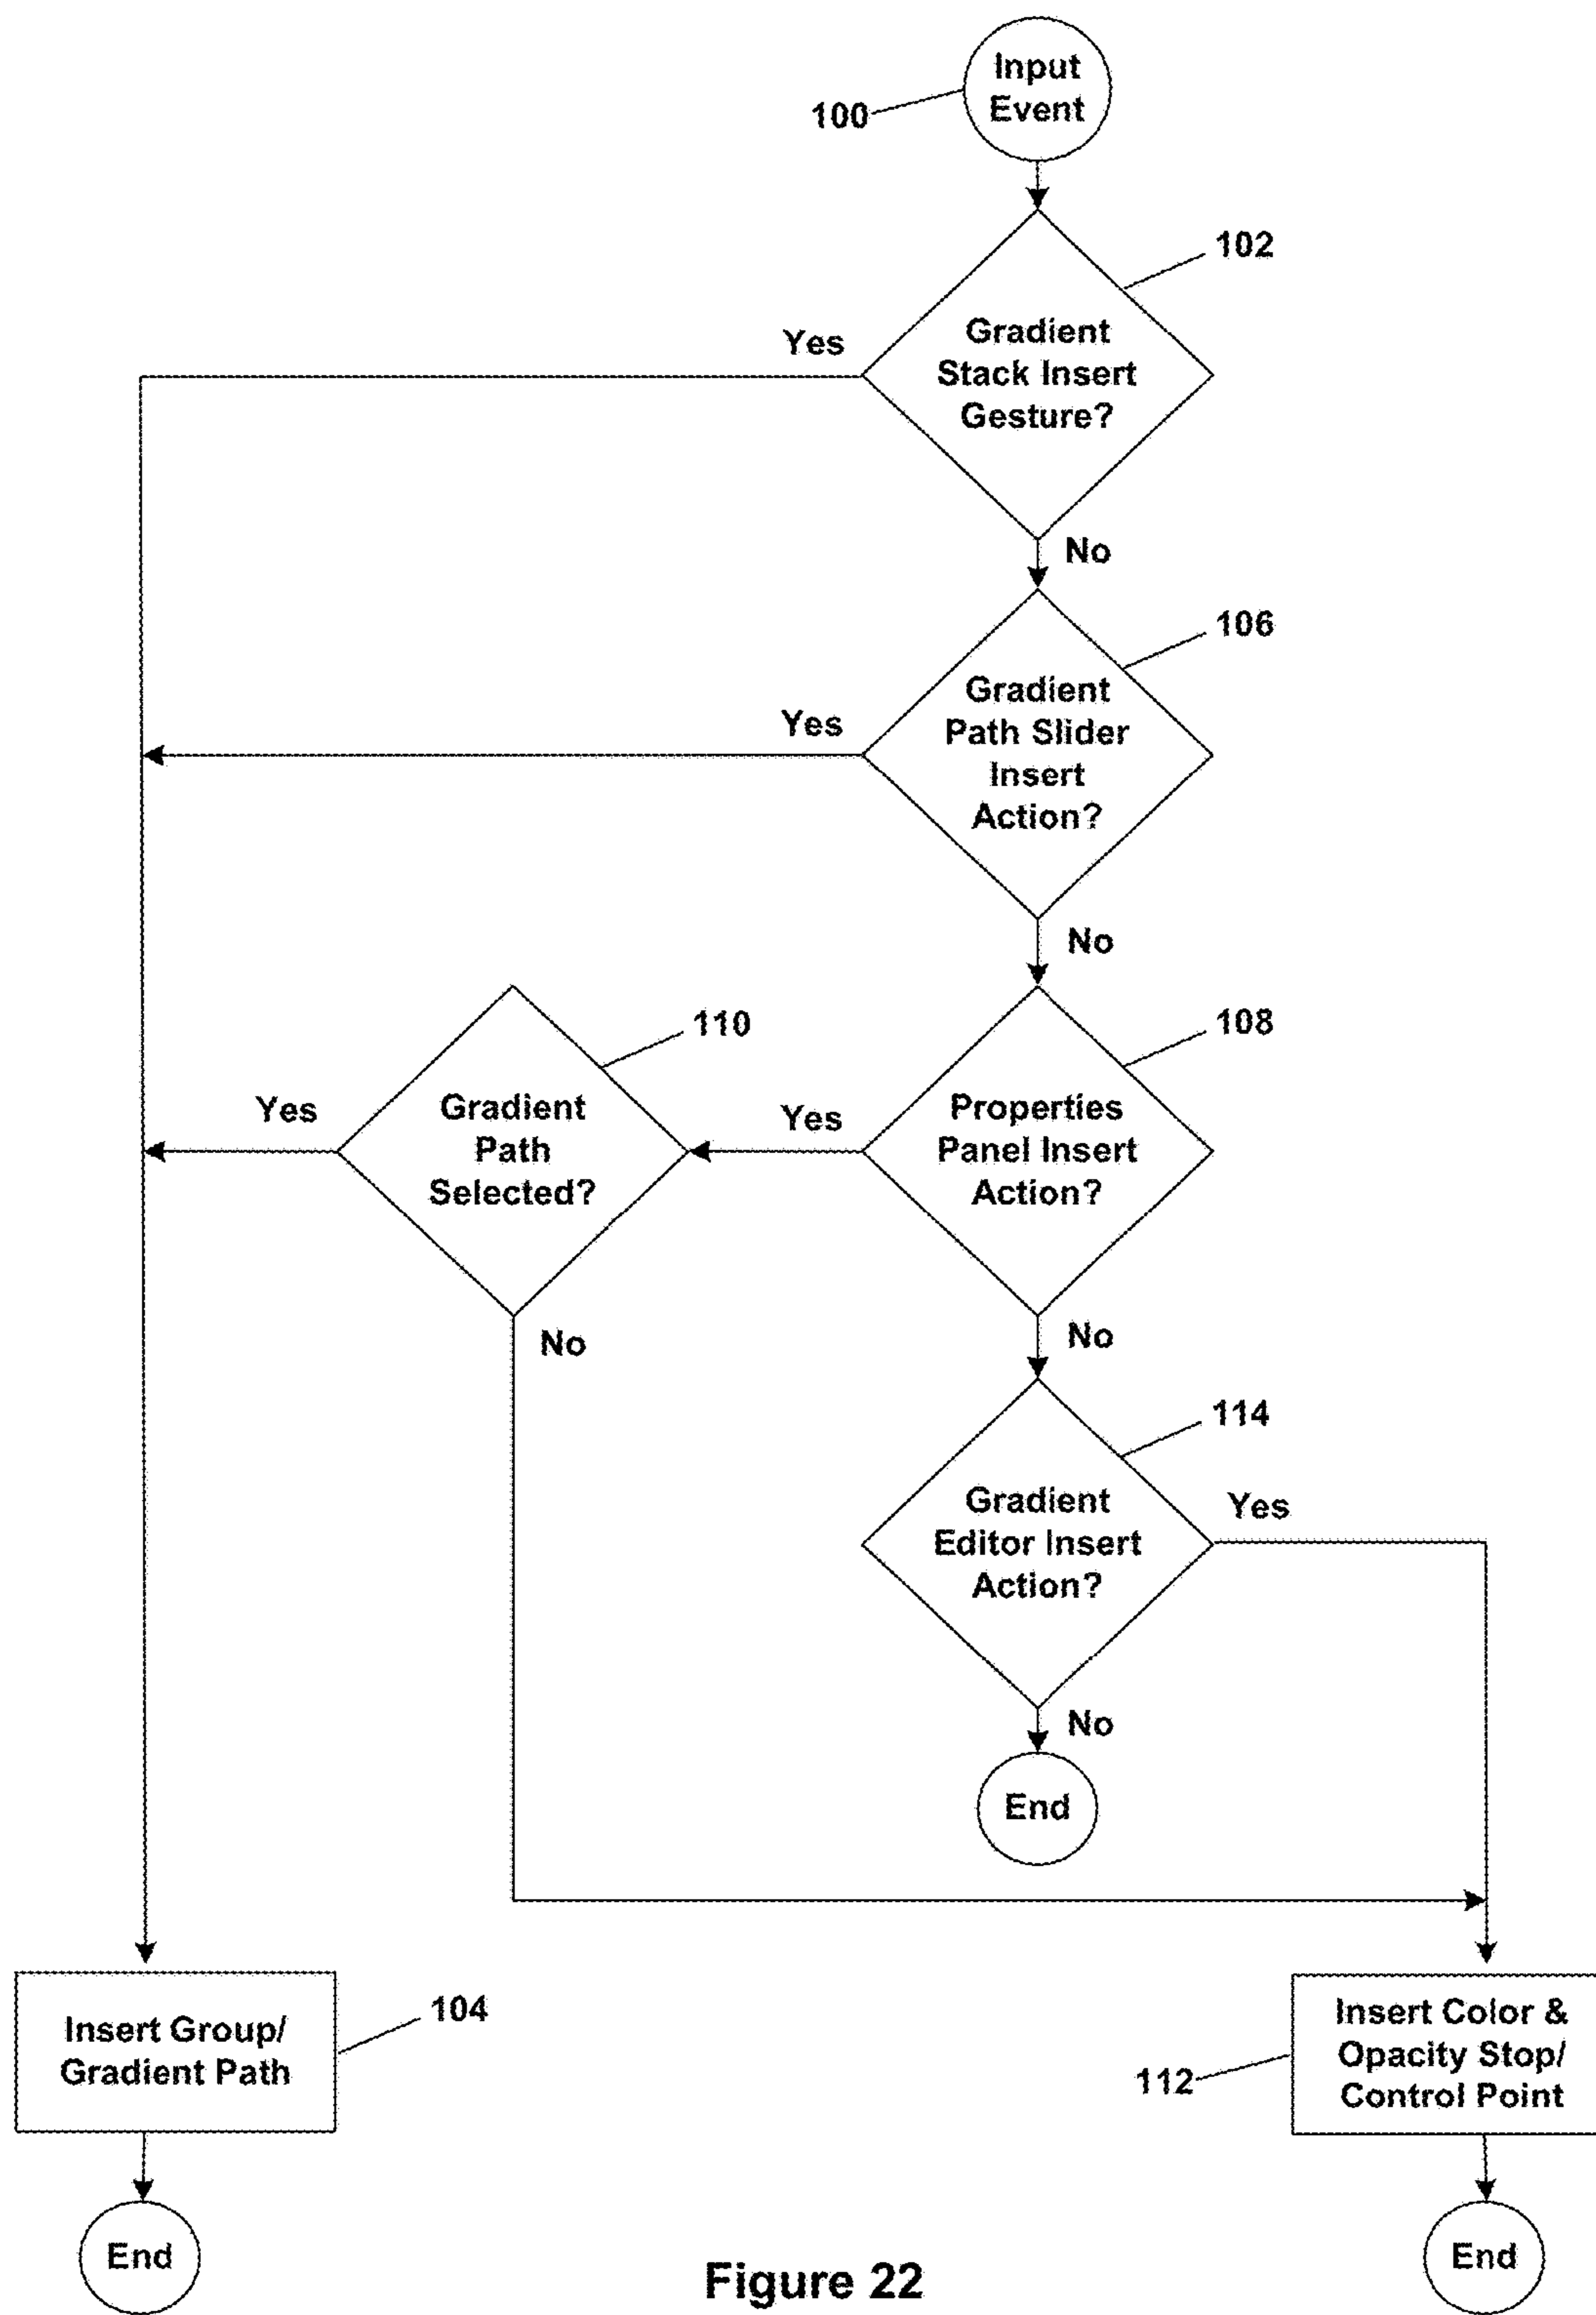 Input
Event
100
102
Gradient
Stack Insert
Gesture?
Yes
No
106
Gradient
Path Slider
Insert
Action?
Yes
No
110
108
Gradient
Path
Selected?
Yes
No
Properties
Panel Insert
Action?
Yes
No
114
Gradient
Editor Insert
Action?
Yes
No
End
Insert Group/
Gradient Path
104
Insert Color &
Opacity Stop/
Control Point
112
End
End
Figure 22